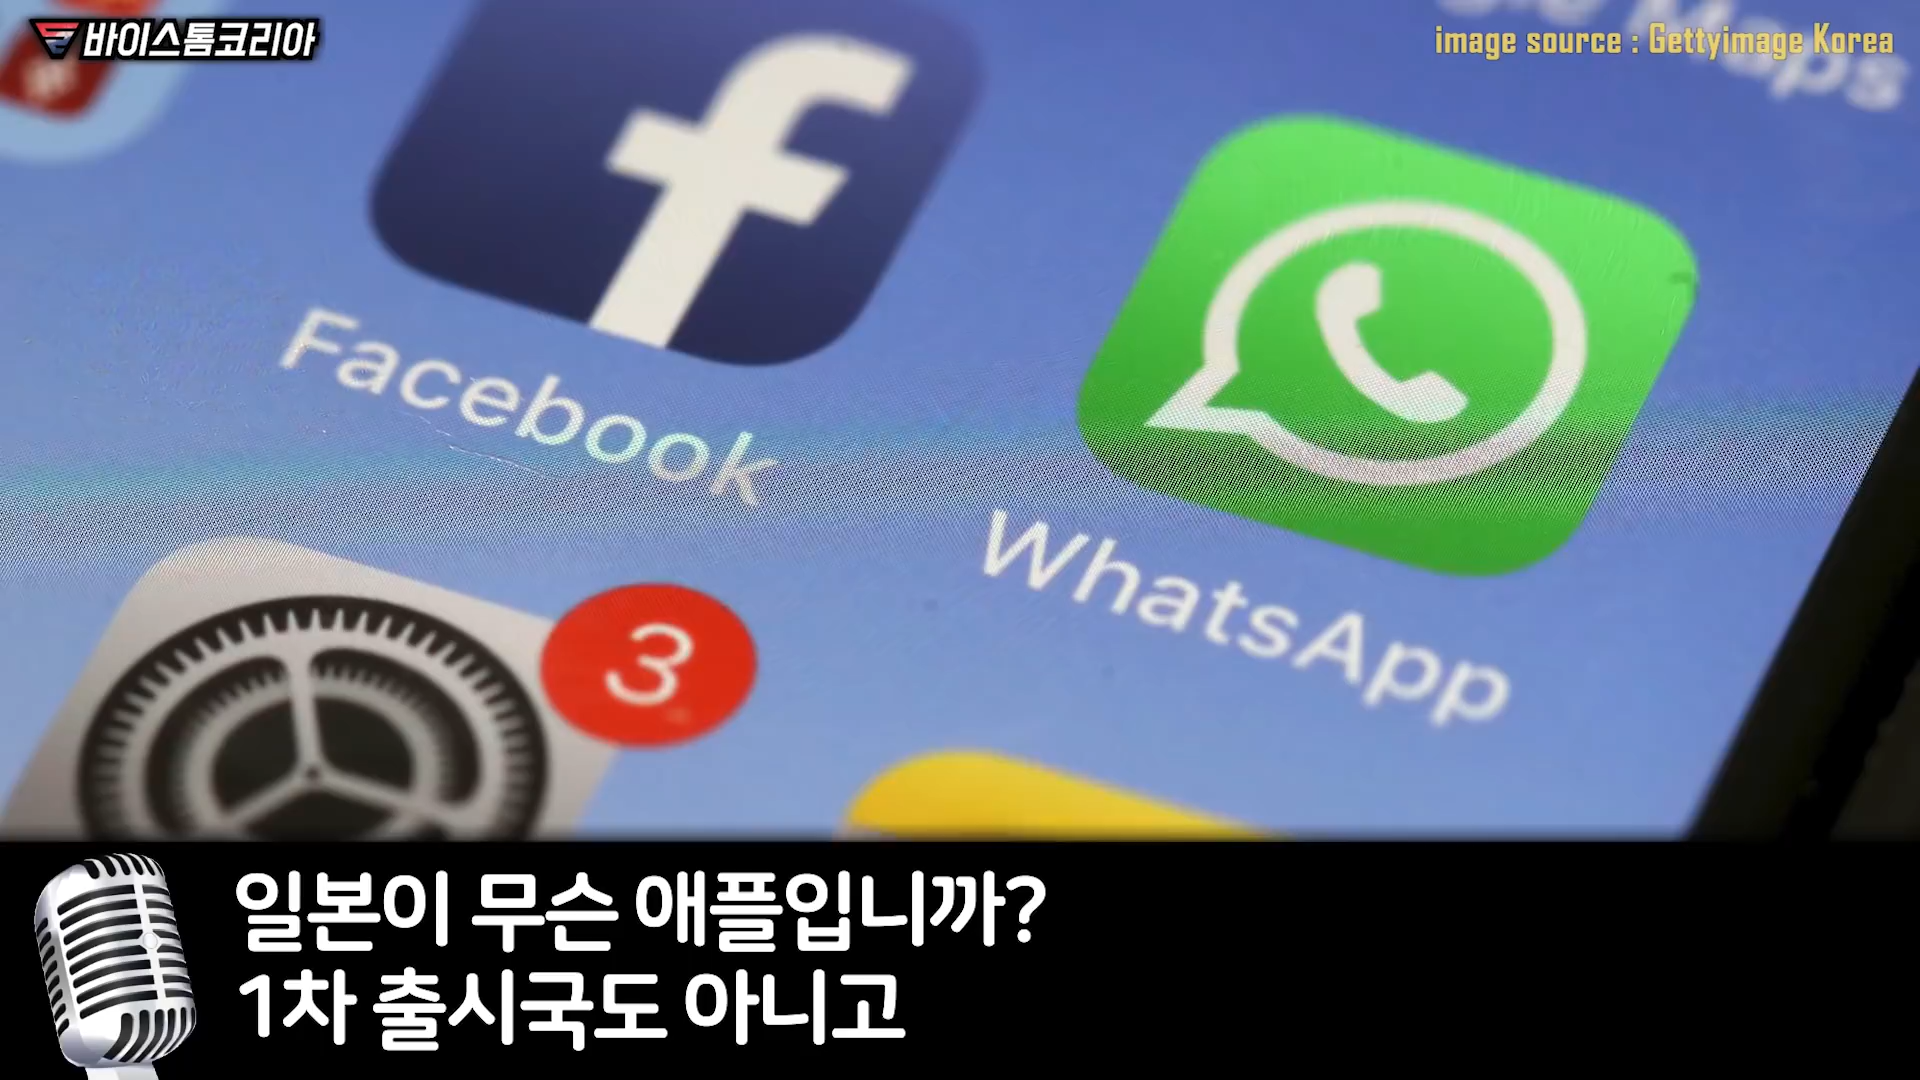 바이스톰코리아
image source : Gettyimage Korea
Maps
Facebook
WhatsApp
3
일본이 무슨 애플입니까?
1차 출시국도 아니고